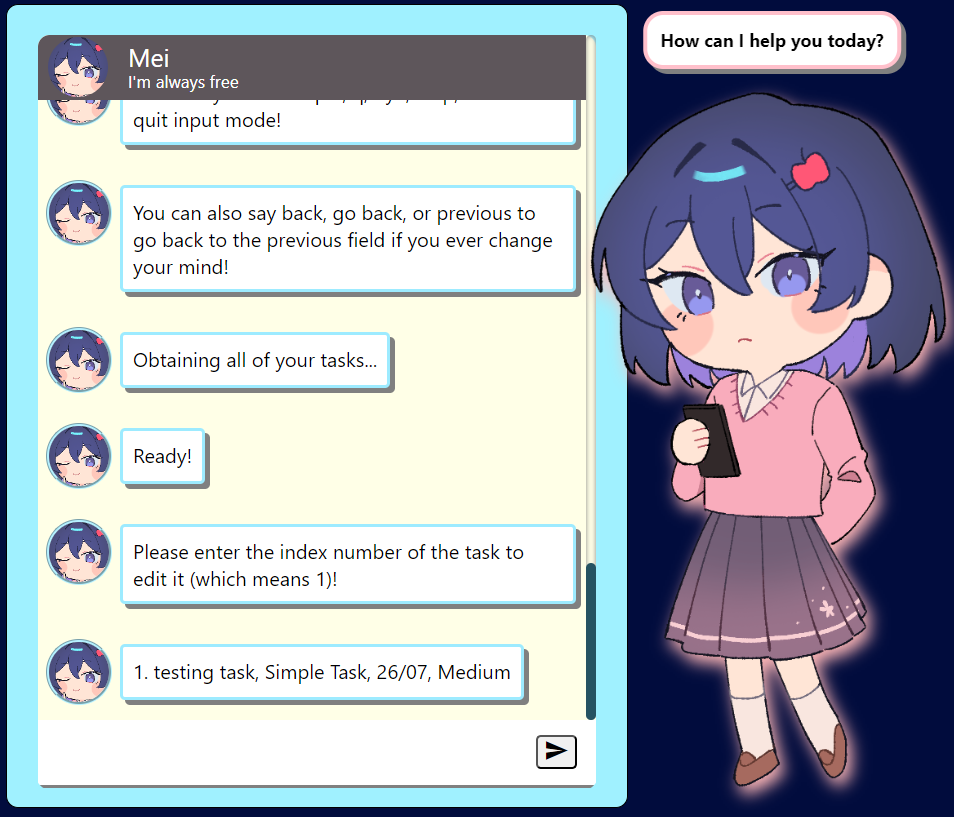 Mei
I'm always free
quit input mode!
You can also say back, go back, or previous to
go back to the previous field if you ever change
your mind!
Obtaining all of your tasks...
Ready!
Please enter the index number of the task to
edit it (which means 1)!
1. testing task, Simple Task, 26/07, Medium
How can I help you today?